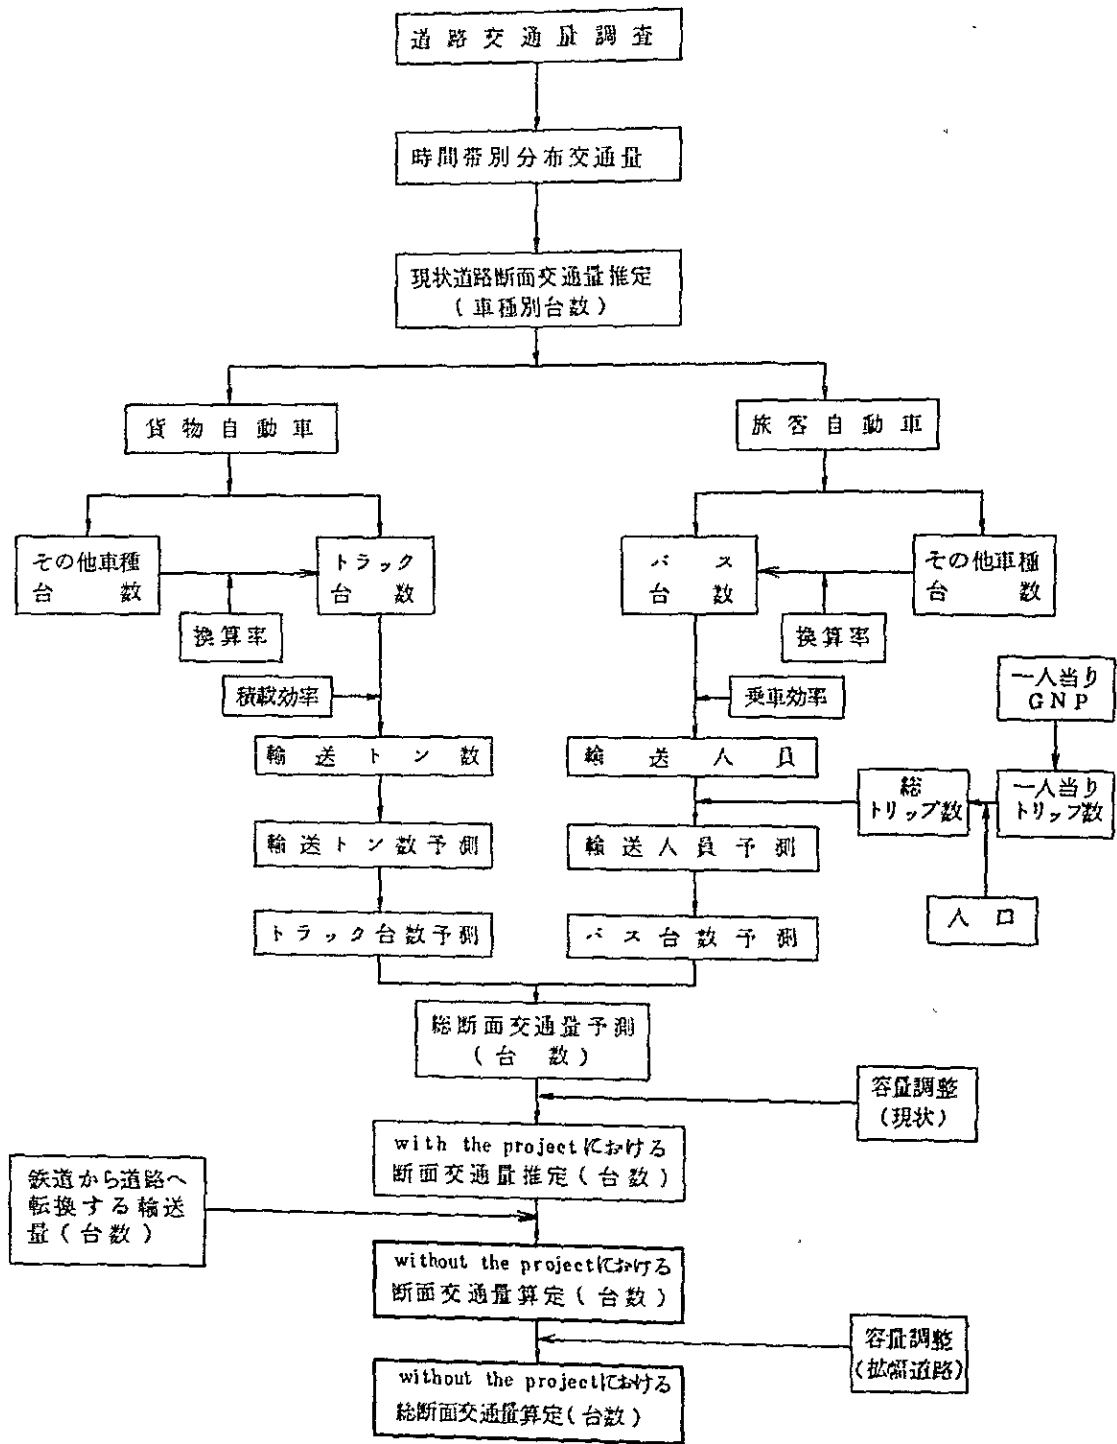 道路交通量調査
時間帯別分布交通量
現状道路断面交通量推定
(車種別台数)
貨物自動車
旅客自動車
その他車種
台数
トラック
台数
バス
台数
その他車種
台数
換算率
換算率
積載効率
乗車効率
一人当り
GNP
輸送トン数
輸送人員
総
トリップ数
一人当り
トリップ数
輸送トン数予測
輸送人員予測
人口
トラック台数予測
バス台数予測
総断面交通量予測
(台数)
容量調整
(現状)
with the projectにおける
断面交通量推定(台数)
鉄道から道路へ
転換する輸送
量(台数)
without the projectにおける
断面交通量算定(台数)
容量調整
(拡幅道路)
without the projectにおける
総断面交通量算定(台数)